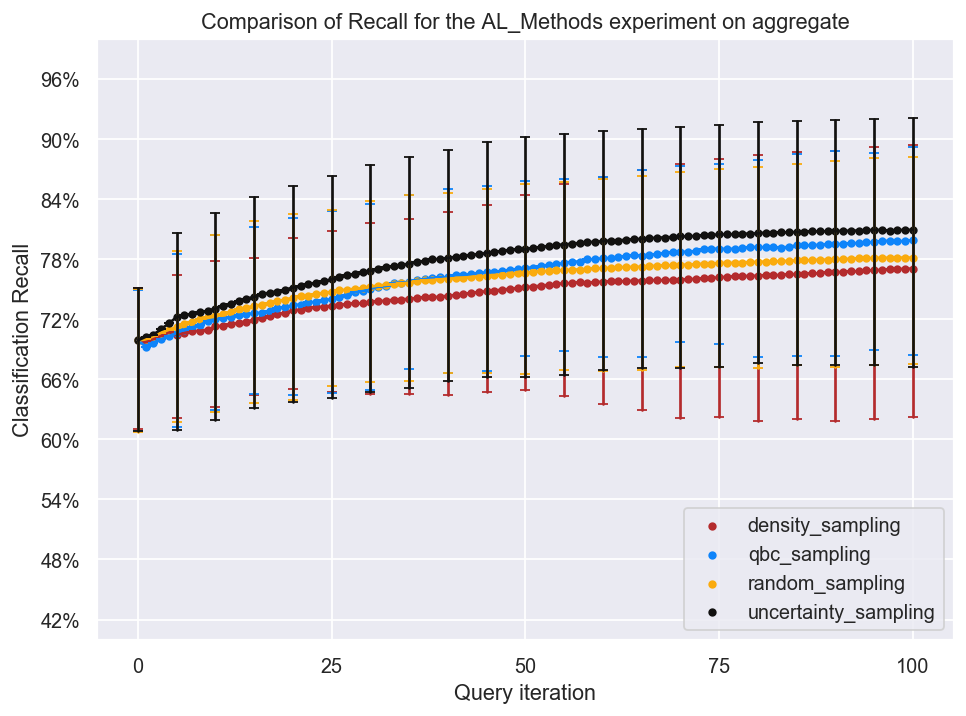 Comparison of Recall for the AL_Methods experiment on aggregate
Classification Recall
96%
90%
84%
78%
72%
66%
60%
54%
48%
42%
density_sampling
qbc_sampling
random_sampling
uncertainty_sampling
0 25 50 75 100
Query iteration